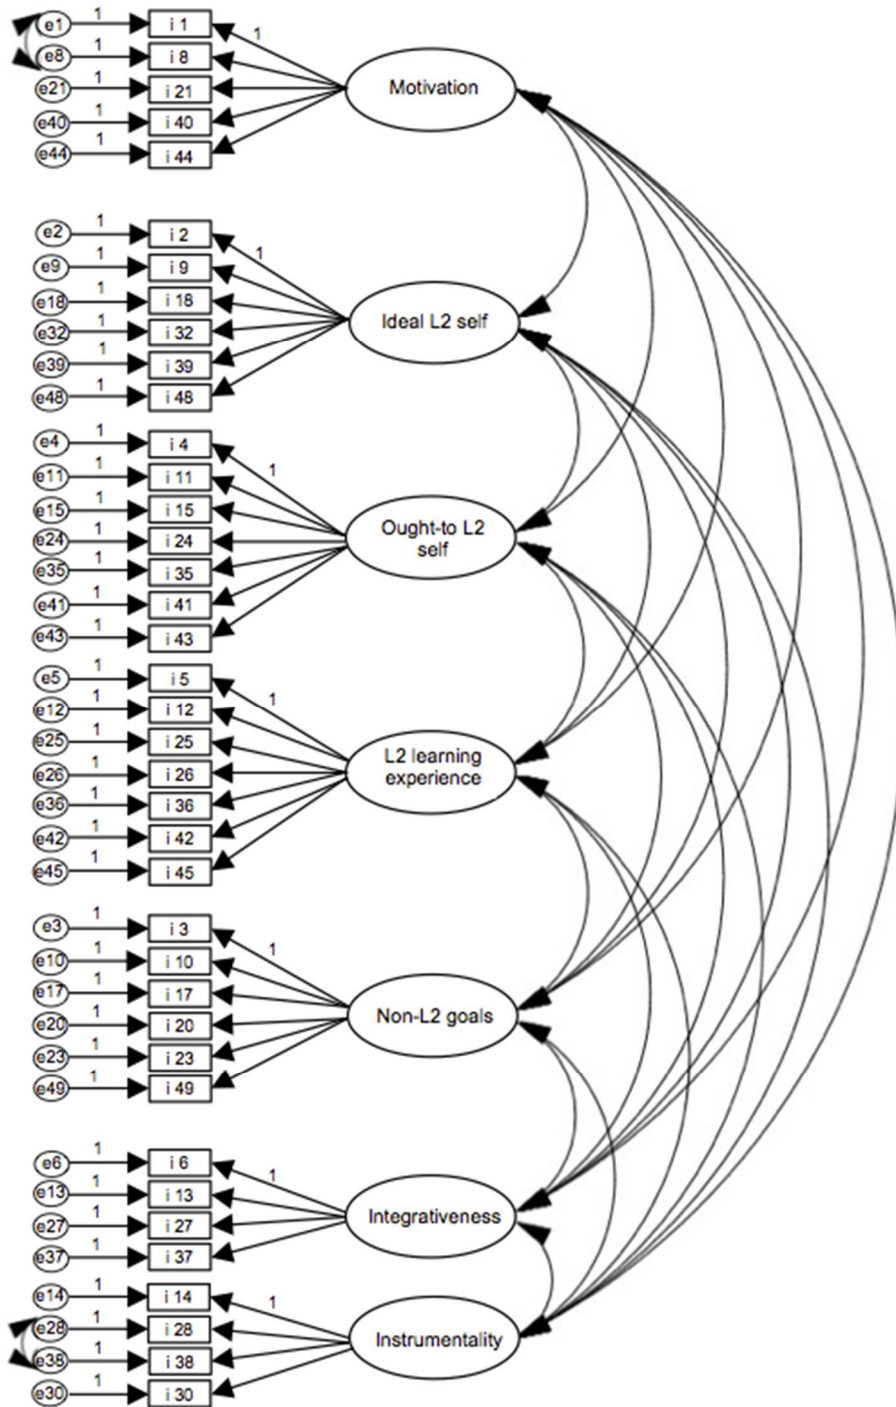 e1 1 i 1 1
e8 1 i 8
e21 1 i 21
e40 1 i 40
e44 1 i 44
Motivation
e2 1 i 2 1
e9 1 i 9
e18 1 i 18
e32 1 i 32
e39 1 i 39
e48 1 i 48
Ideal L2 self
e4 1 i 4 1
e11 1 i 11
e15 1 i 15
e24 1 i 24
e35 1 i 35
e41 1 i 41
e43 1 i 43
Ought-to L2
self
e5 1 i 5 1
e12 1 i 12
e25 1 i 25
e26 1 i 26
e36 1 i 36
e42 1 i 42
e45 1 i 45
L2 learning
experience
e3 1 i 3 1
e10 1 i 10
e17 1 i 17
e20 1 i 20
e23 1 i 23
e49 1 i 49
Non-L2 goals
e6 1 i 6 1
e13 1 i 13
e27 1 i 27
e37 1 i 37
Integrativeness
e14 1 i 14 1
e28 1 i 28
e38 1 i 38
e30 1 i 30
Instrumentality